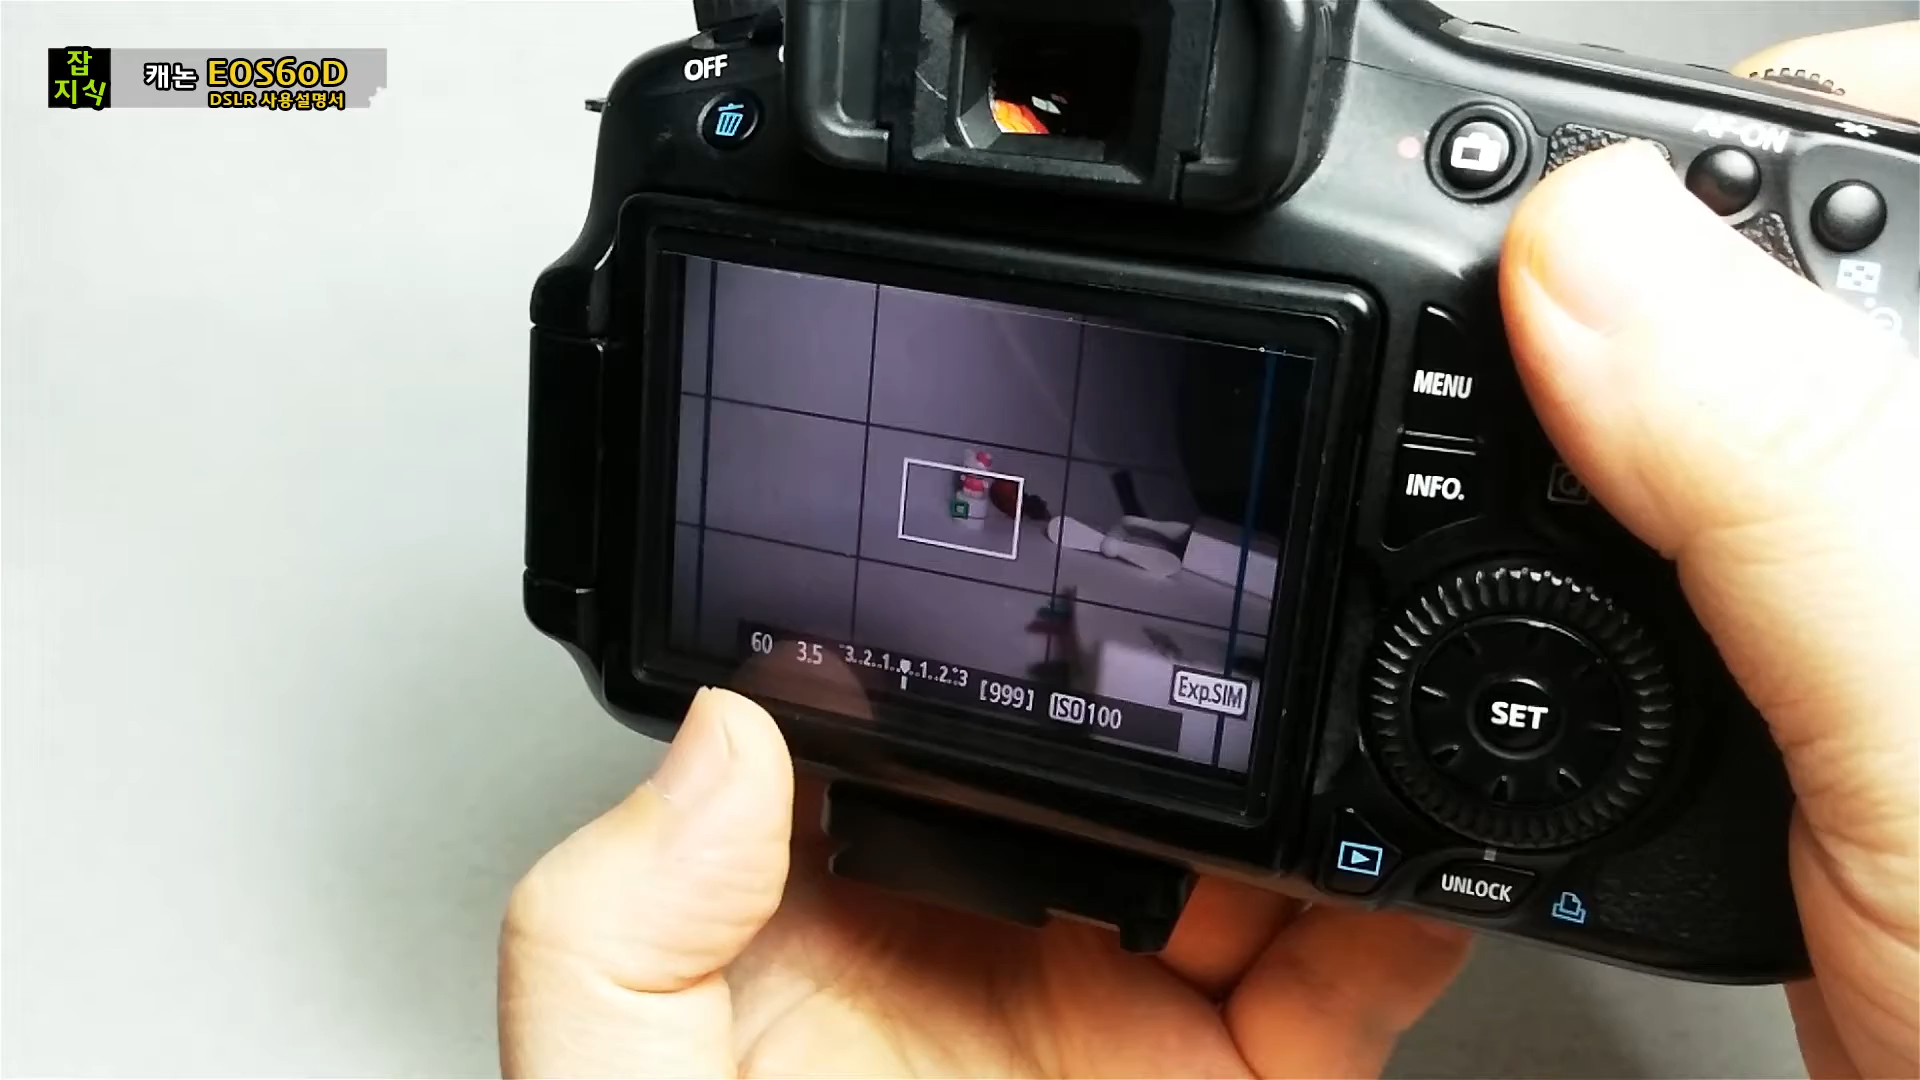 잡
지식
캐논 EOS60D
DSLR 사용설명서
OFF
AF-ON
MENU
INFO.
60 3.5 -3..2..1...1..2.+3 [999] ISO100
Exp.SIM
SET
UNLOCK